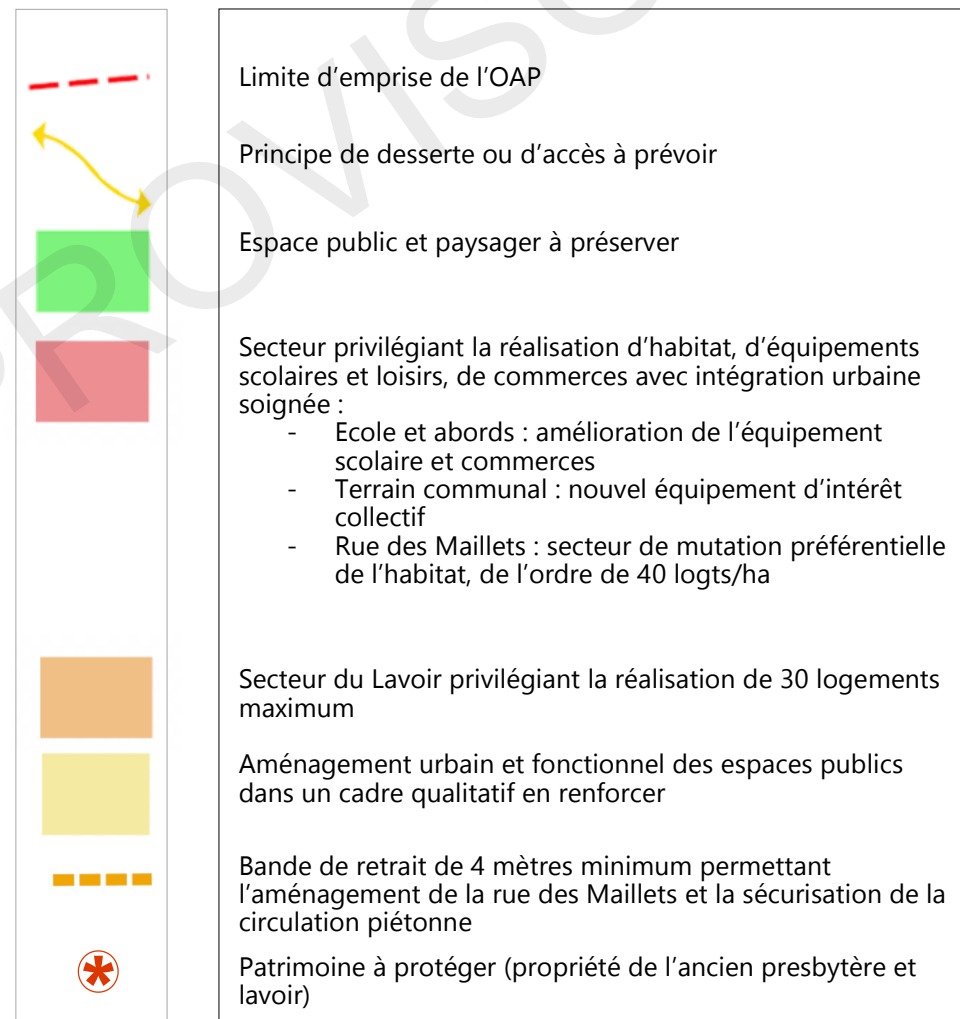 Limite d’emprise de l’OAP
Principe de desserte ou d’accès à prévoir
Espace public et paysager à préserver
Secteur privilégiant la réalisation d’habitat, d’équipements
scolaires et loisirs, de commerces avec intégration urbaine
soignée :
- Ecole et abords : amélioration de l’équipement
scolaire et commerces
- Terrain communal : nouvel équipement d’intérêt
collectif
- Rue des Maillets : secteur de mutation préférentielle
de l’habitat, de l’ordre de 40 logts/ha
Secteur du Lavoir privilégiant la réalisation de 30 logements
maximum
Aménagement urbain et fonctionnel des espaces publics
dans un cadre qualitatif en renforcer
Bande de retrait de 4 mètres minimum permettant
l’aménagement de la rue des Maillets et la sécurisation de la
circulation piétonne
Patrimoine à protéger (propriété de l’ancien presbytère et
lavoir)
PROVISO